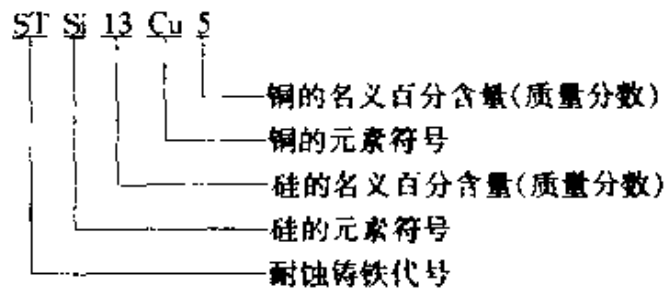 ST Si 13 Cu 5
铜的名义百分含量(质量分数)
铜的元素符号
硅的名义百分含量(质量分数)
硅的元素符号
耐蚀铸铁代号